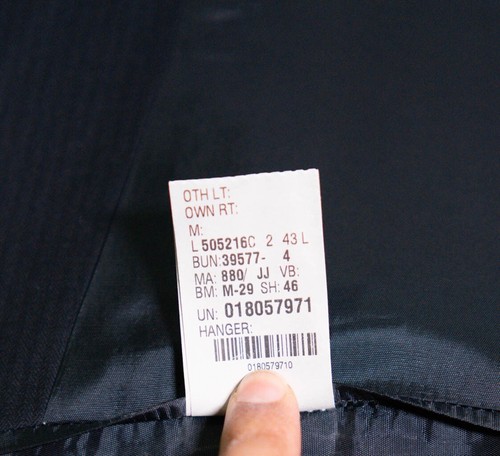 OTH LT:
OWN RT:
M:
L 505216C 2 43 L
BUN: 39577- 4
MA: 880/ JJ VB:
BM: M-29 SH: 46
UN: 018057971
HANGER:
0180579710